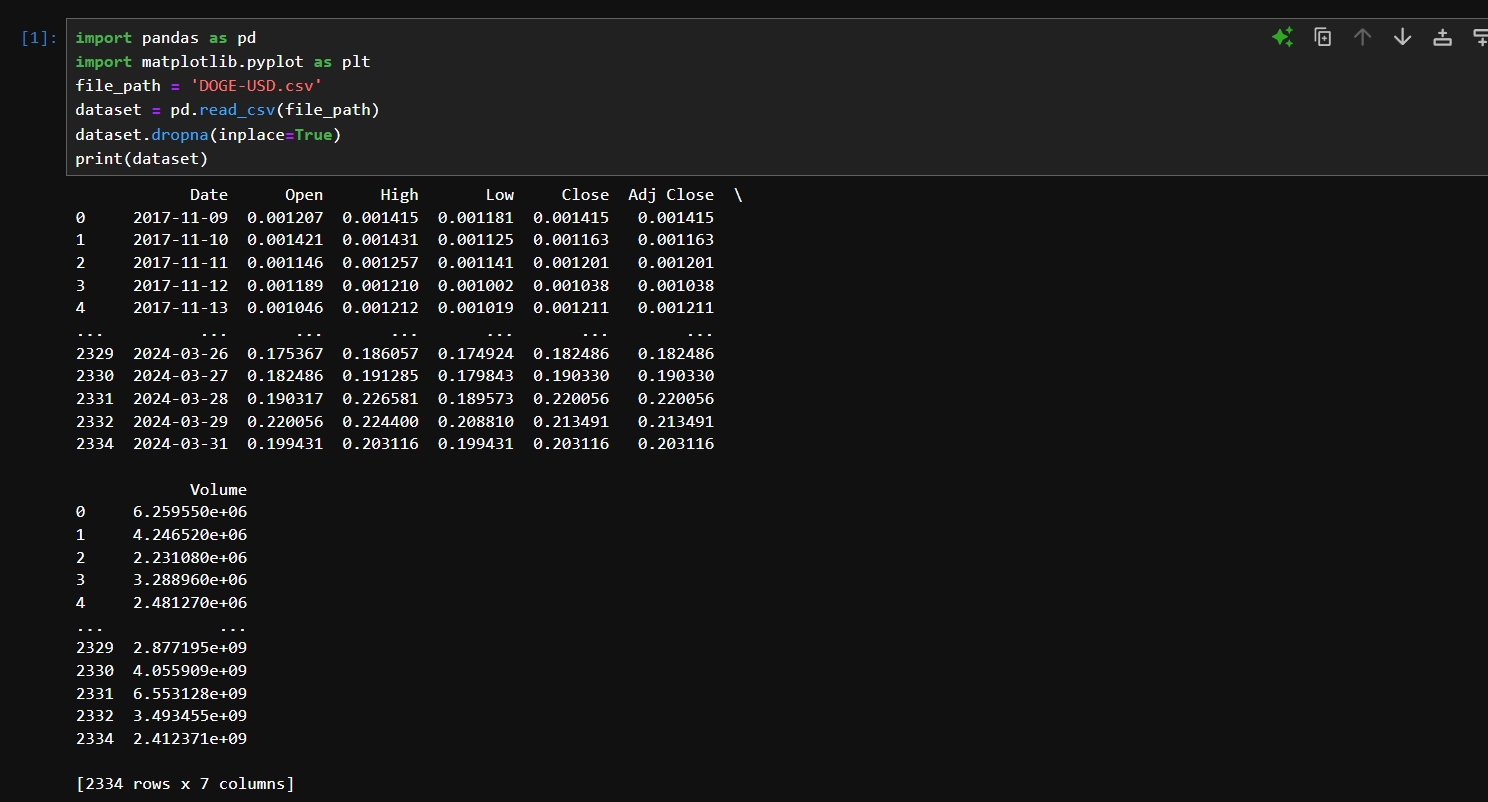 [1]: import pandas as pd
import matplotlib.pyplot as plt
file_path = 'DOGE-USD.csv'
dataset = pd.read_csv(file_path)
dataset.dropna(inplace=True)
print(dataset)
Date Open High Low Close Adj Close \
0 2017-11-09 0.001207 0.001415 0.001181 0.001415 0.001415
1 2017-11-10 0.001421 0.001431 0.001125 0.001163 0.001163
2 2017-11-11 0.001146 0.001257 0.001141 0.001201 0.001201
3 2017-11-12 0.001189 0.001210 0.001002 0.001038 0.001038
4 2017-11-13 0.001046 0.001212 0.001019 0.001211 0.001211
... ... ... ... ... ... ...
2329 2024-03-26 0.175367 0.186057 0.174924 0.182486 0.182486
2330 2024-03-27 0.182486 0.191285 0.179843 0.190330 0.190330
2331 2024-03-28 0.190317 0.226581 0.189573 0.220056 0.220056
2332 2024-03-29 0.220056 0.224400 0.208810 0.213491 0.213491
2334 2024-03-31 0.199431 0.203116 0.199431 0.203116 0.203116
Volume
0 6.259550e+06
1 4.246520e+06
2 2.231080e+06
3 3.288960e+06
4 2.481270e+06
... ...
2329 2.877195e+09
2330 4.055909e+09
2331 6.553128e+09
2332 3.493455e+09
2334 2.412371e+09
[2334 rows x 7 columns]